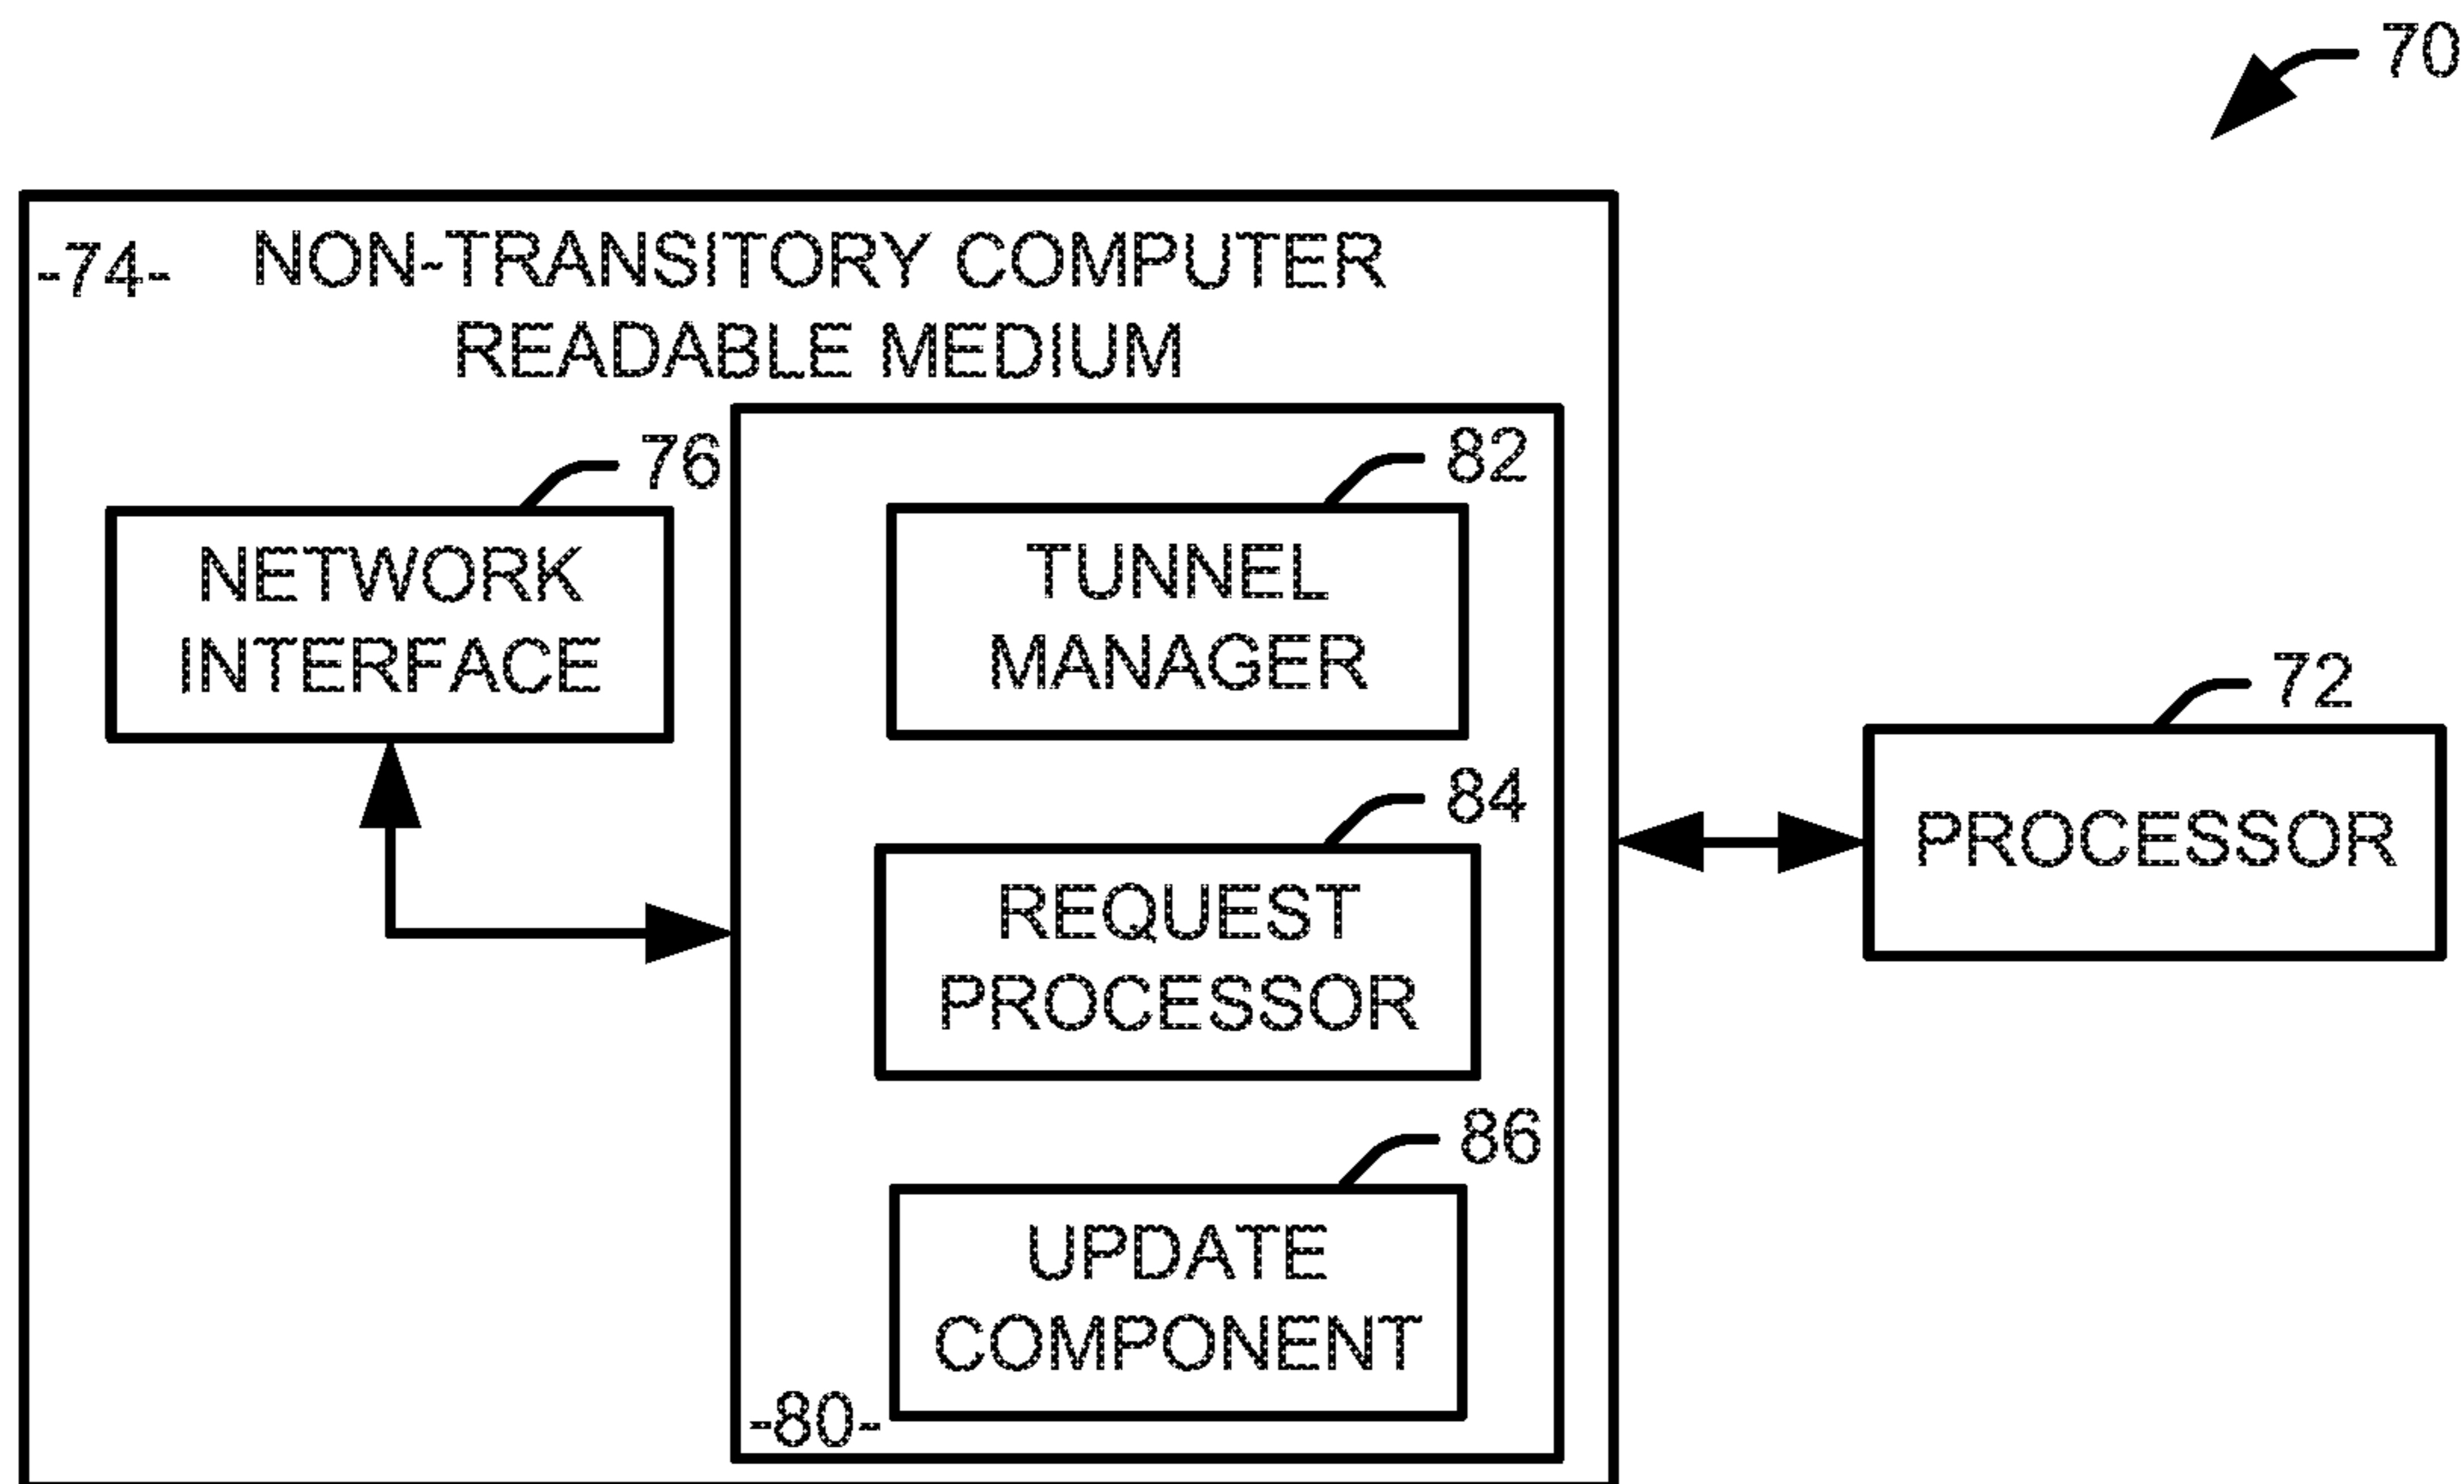 70
-74- NON-TRANSITORY COMPUTER
READABLE MEDIUM
76
NETWORK
INTERFACE
82
TUNNEL
MANAGER
84
REQUEST
PROCESSOR
86
UPDATE
COMPONENT
-80-
72
PROCESSOR